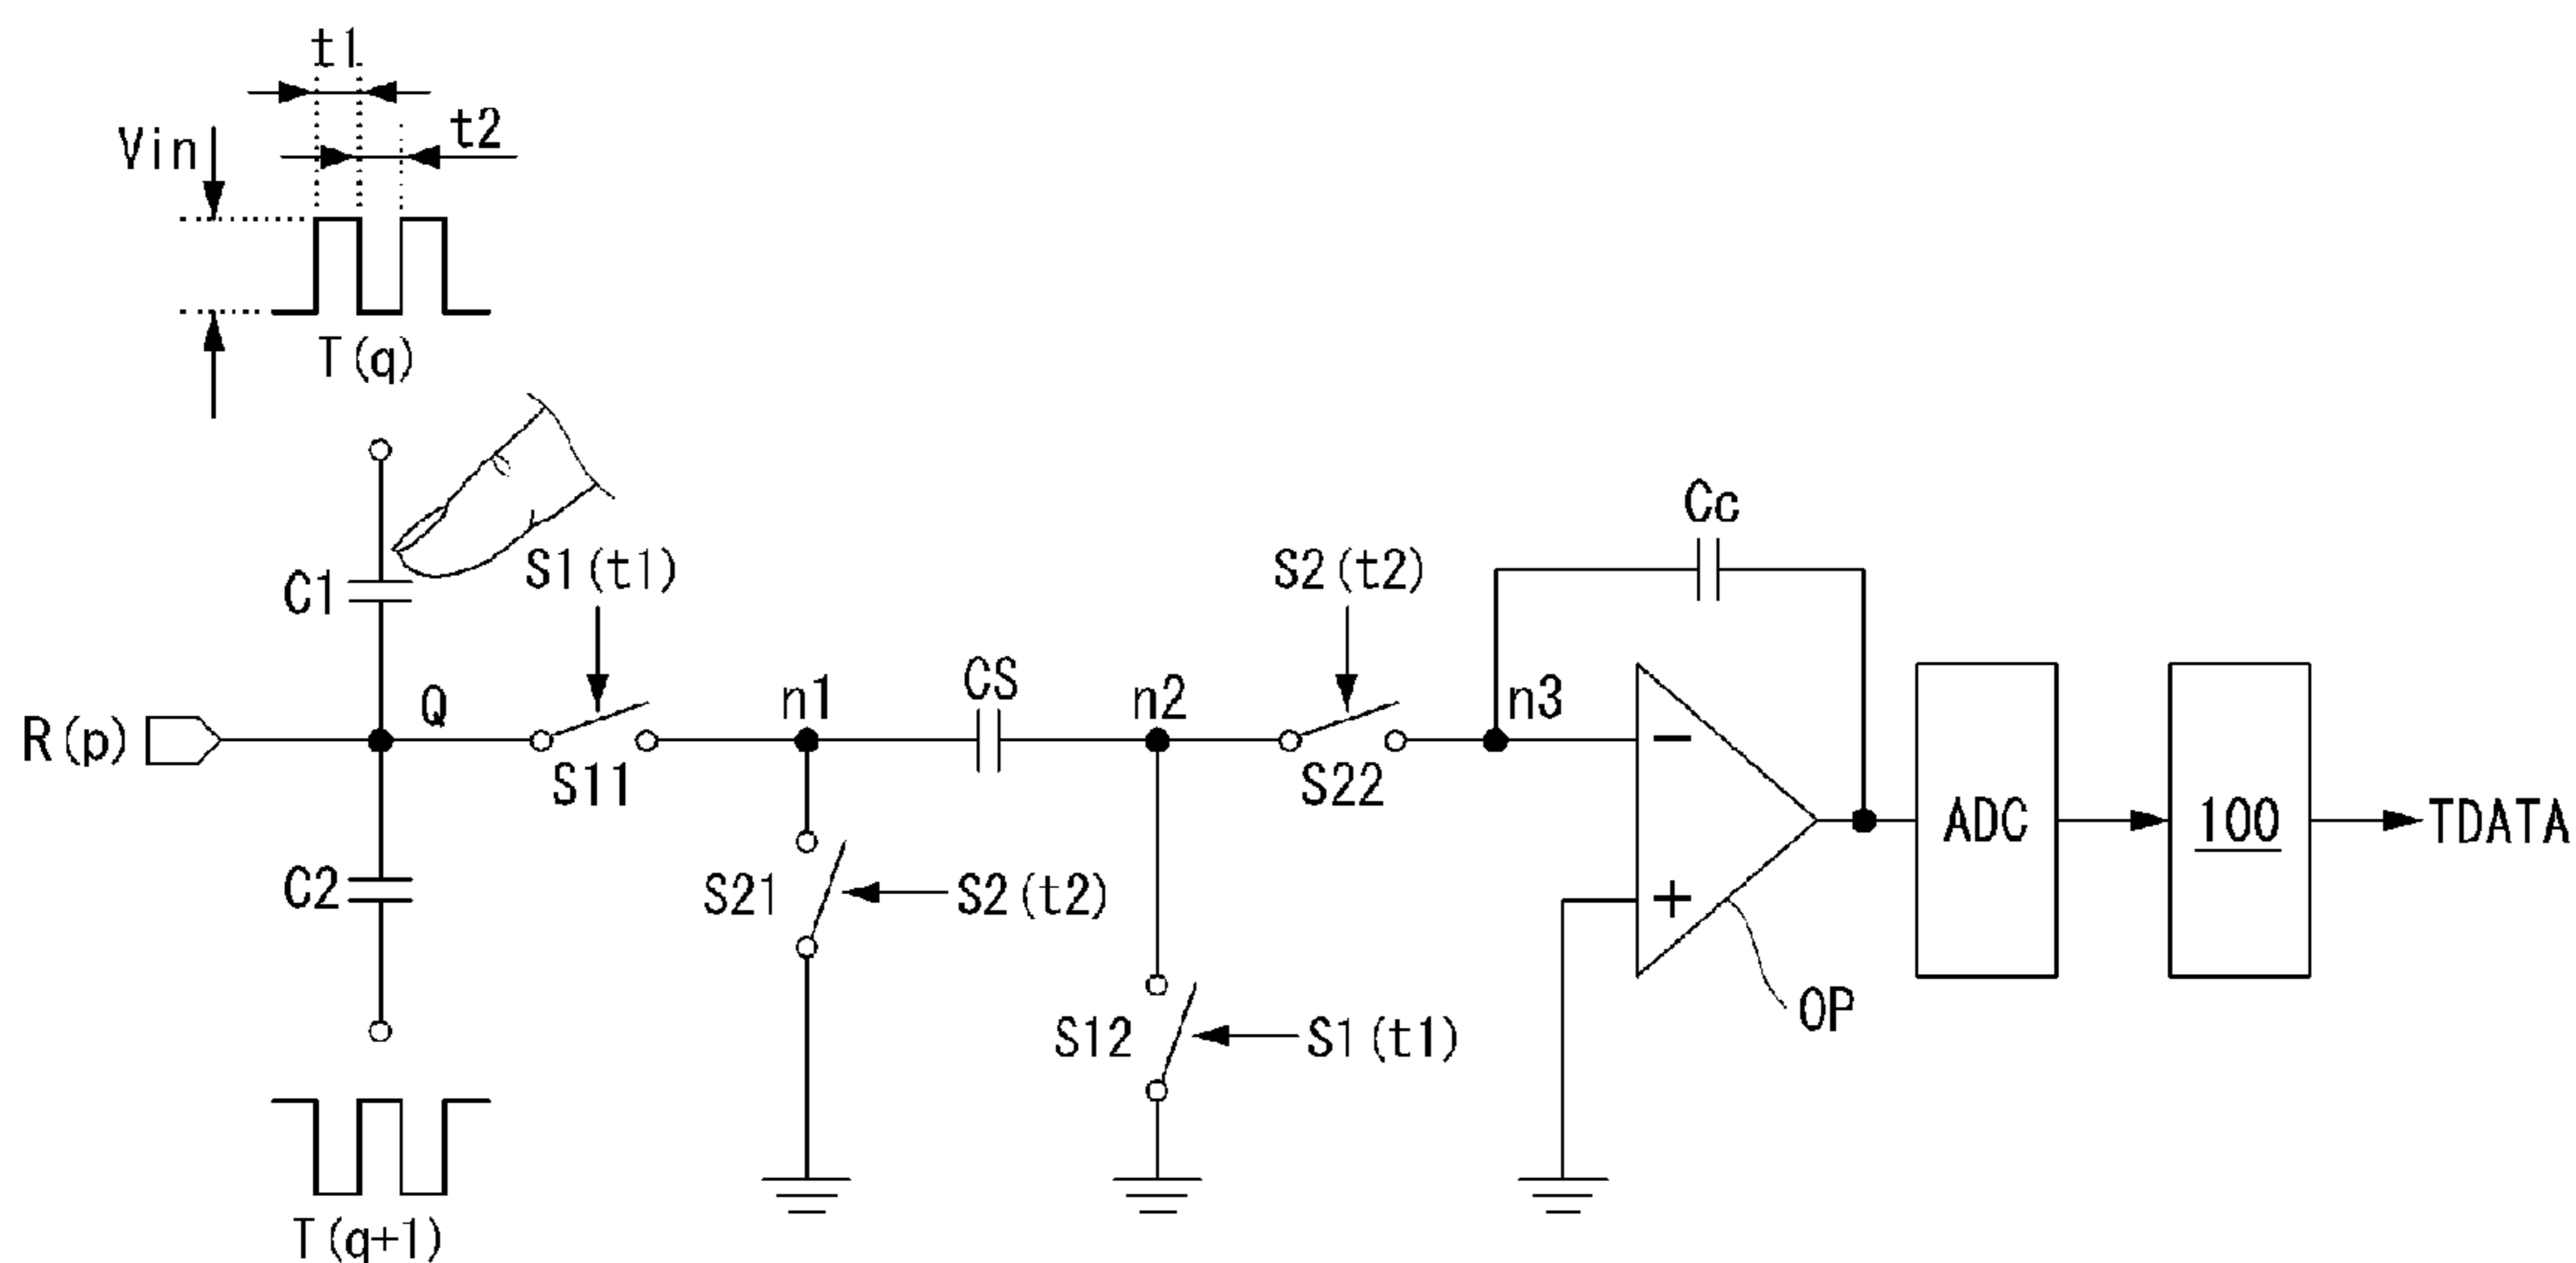 t1
t2
Vin
T(q)
Cc
S1(t1)
S2(t2)
C1
R(p)
Q
n1
CS
n2
n3
S11
S22
ADC
100
TDATA
C2
S21
S2(t2)
OP
S12
S1(t1)
T(q+1)